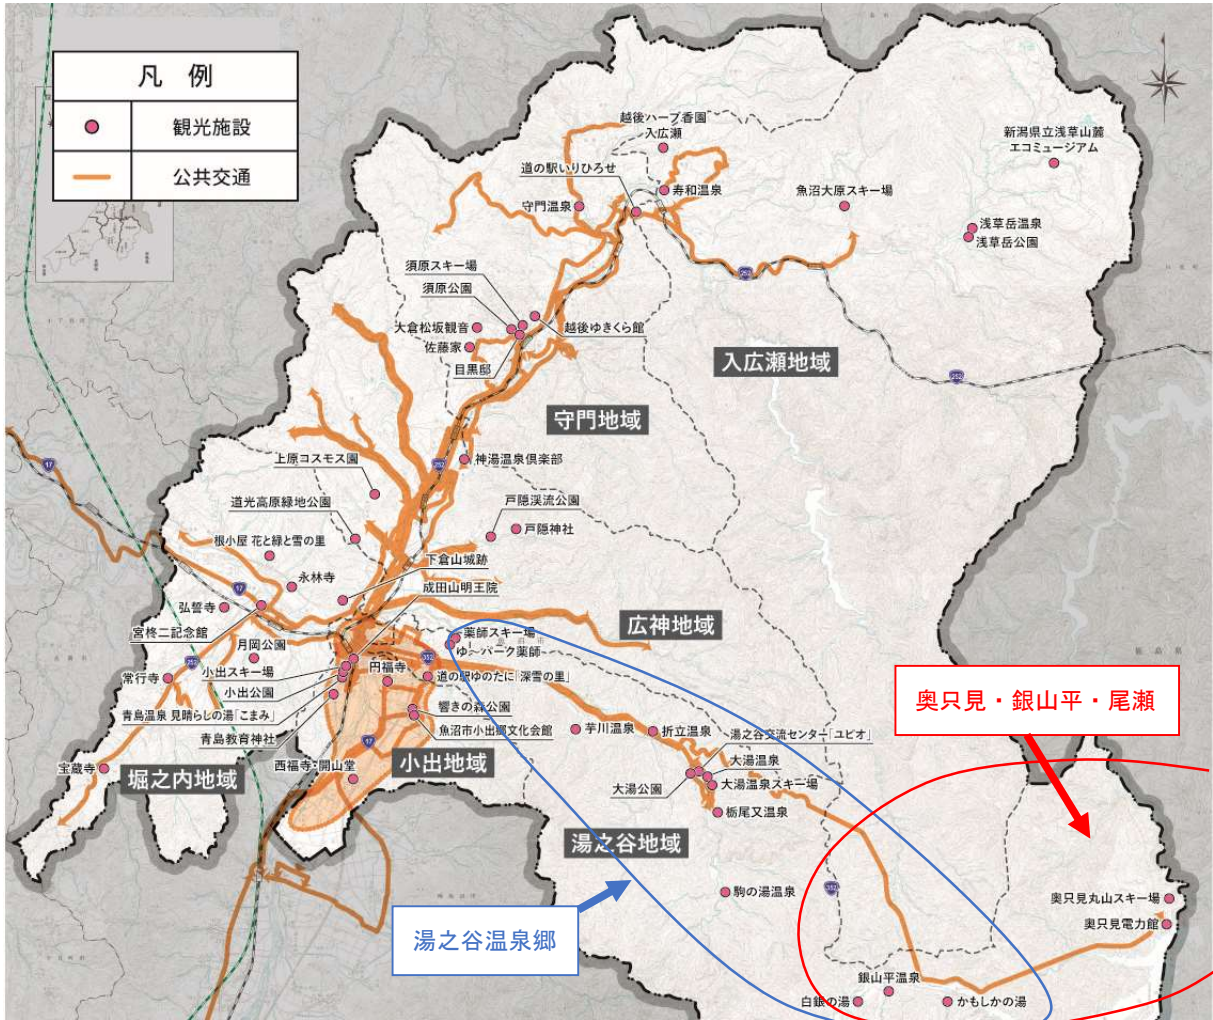 凡 例
観光施設
公共交通
越後ハーブ香園
入広瀬
新潟県立浅草山麓
エコミュージアム
道の駅いりひろせ
寿和温泉
魚沼大原スキー場
守門温泉
浅草岳温泉
浅草岳公園
須原スキー場
252
須原公園
大倉松坂観音
越後ゆきくら館
佐藤家
目黒邸
入広瀬地域
252
守門地域
17
上原コスモス園
252
神湯温泉倶楽部
道光高原緑地公園
戸隠渓流公園
戸隠神社
根小屋 花と緑と雪の里
下倉山城跡
永林寺
17
成田山明王院
弘誓寺
宮柊二記念館
広神地域
薬師スキー場
ゆ～パーク薬師
月岡公園
252
352
円福寺
常行寺
小出スキー場
道の駅ゆのたに「深雪の里」
小出公園
奥只見・銀山平・尾瀬
青島温泉 見晴らしの湯「こまみ」
響きの森公園
魚沼市小出郷文化会館
芋川温泉
折立温泉
湯之谷交流センター「ユピオ」
青島教育神社
17
西福寺・開山堂
小出地域
大湯温泉
宝蔵寺
堀之内地域
大湯公園
大湯温泉スキー場
栃尾又温泉
湯之谷地域
駒の湯温泉
352
奥只見丸山スキー場
湯之谷温泉郷
奥只見電力館
銀山平温泉
白銀の湯
かもしかの湯